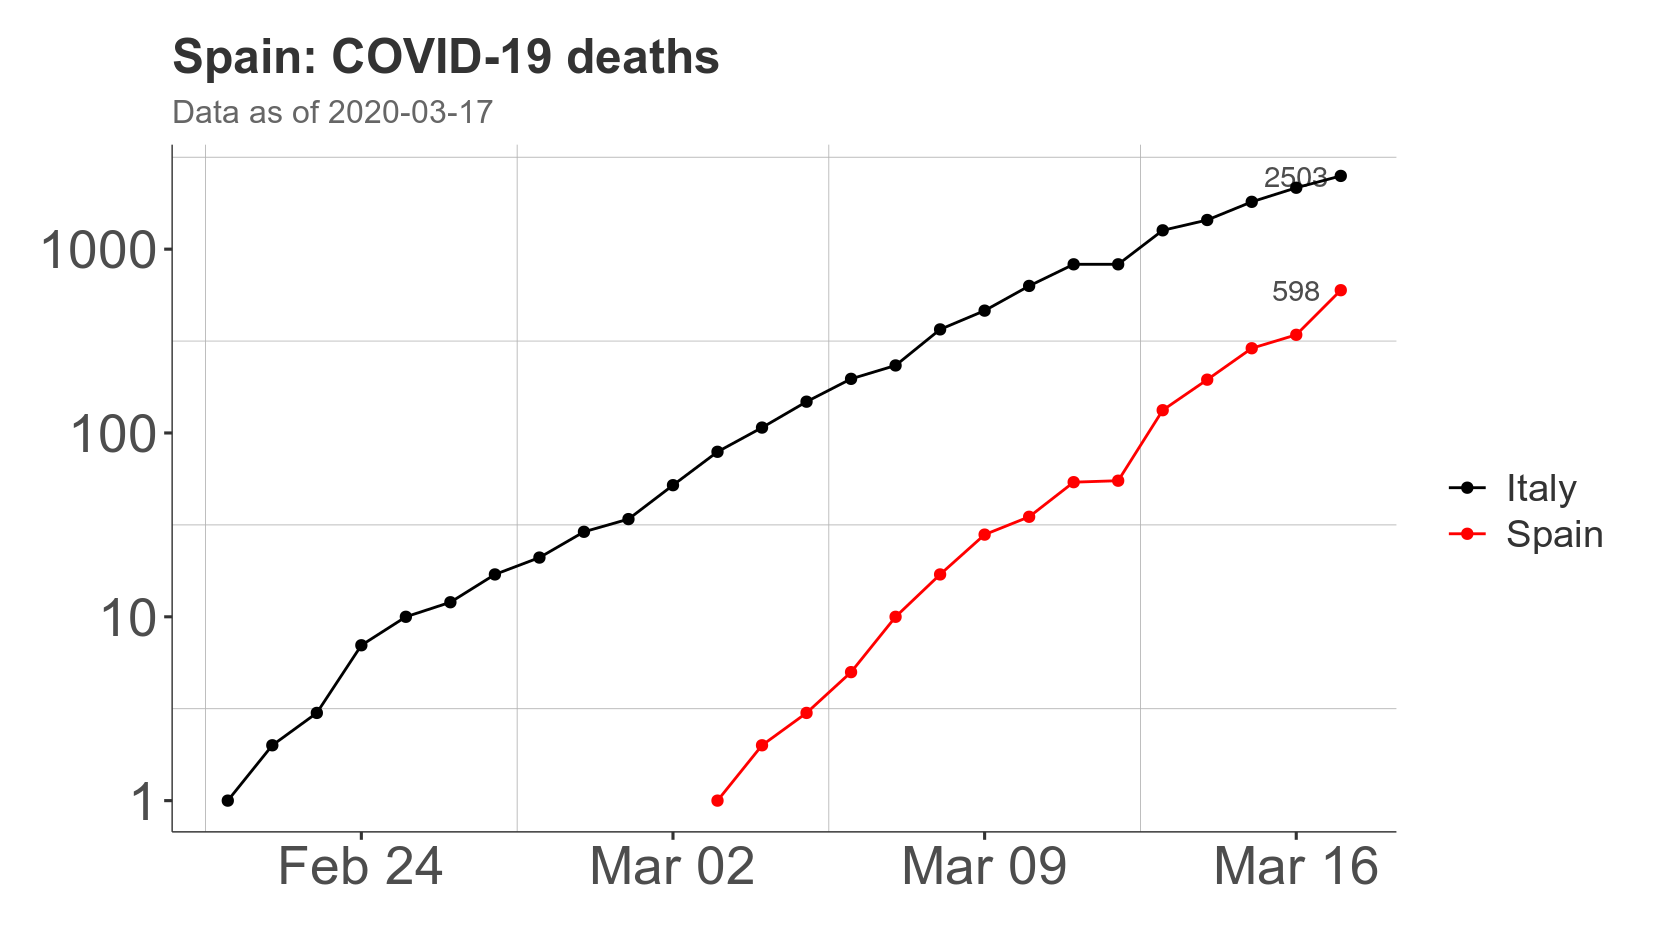 Spain: COVID-19 deaths
Data as of 2020-03-17
2503
1000
598
100
Italy
Spain
10
1
Feb 24 Mar 02 Mar 09 Mar 16